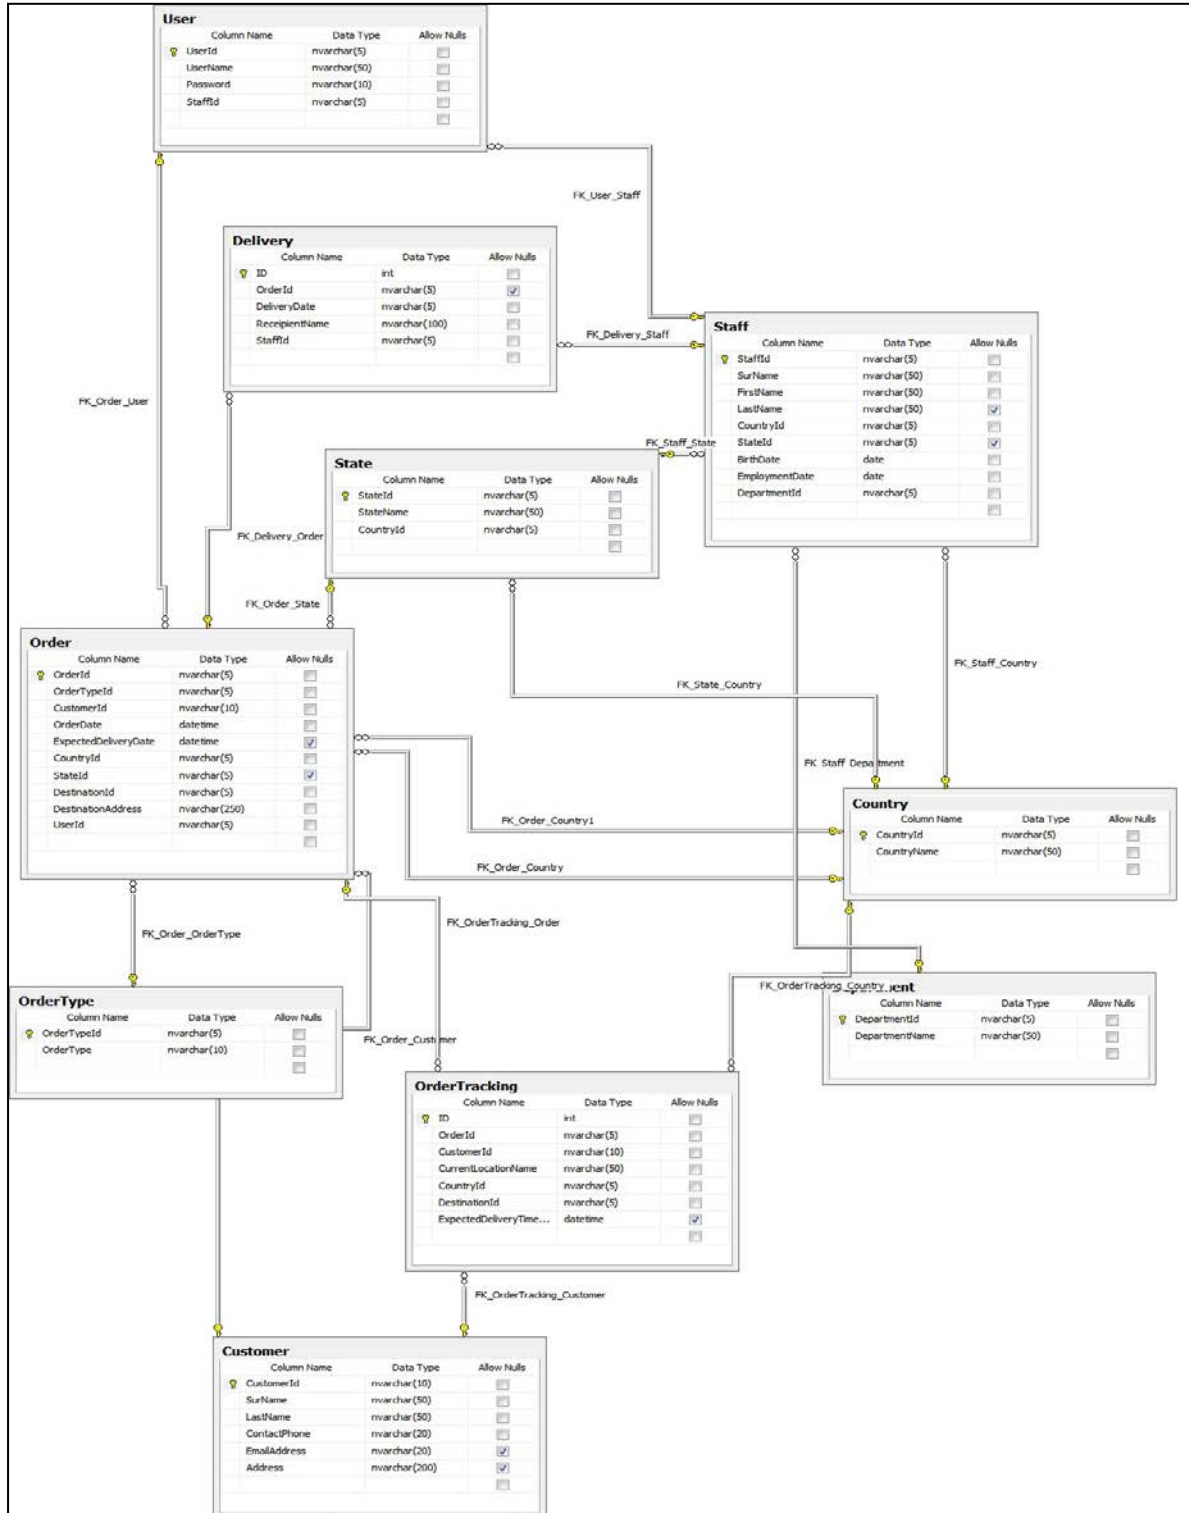 User
Column Name Data Type Allow Nulls
UserId nvarchar(5)
UserName nvarchar(50)
Password nvarchar(10)
StaffId nvarchar(5)
FK_User_Staff
Delivery
Column Name Data Type Allow Nulls
ID int
OrderId nvarchar(5)
DeliveryDate nvarchar(5)
ReceipientName nvarchar(100)
StaffId nvarchar(5)
FK_Delivery_Staff
Staff
Column Name Data Type Allow Nulls
StaffId nvarchar(5)
SurName nvarchar(50)
FirstName nvarchar(50)
LastName nvarchar(50)
CountryId nvarchar(5)
StateId nvarchar(5)
BirthDate date
EmploymentDate date
DepartmentId nvarchar(5)
FK_Order_User
FK_Staff_State
State
Column Name Data Type Allow Nulls
StateId nvarchar(5)
StateName nvarchar(50)
CountryId nvarchar(5)
FK_Delivery_Order
FK_Order_State
Order
Column Name Data Type Allow Nulls
OrderId nvarchar(5)
OrderTypeId nvarchar(5)
CustomerId nvarchar(10)
OrderDate datetime
ExpectedDeliveryDate datetime
CountryId nvarchar(5)
StateId nvarchar(5)
DestinationId nvarchar(5)
DestinationAddress nvarchar(250)
UserId nvarchar(5)
FK_Staff_Country
FK_State_Country
FK_Staff_Department
Country
Column Name Data Type Allow Nulls
CountryId nvarchar(5)
CountryName nvarchar(50)
FK_Order_Country1
FK_Order_Country
FK_OrderTracking_Order
FK_Order_OrderType
FK_OrderTracking_Country
Department
Column Name Data Type Allow Nulls
DepartmentId nvarchar(5)
DepartmentName nvarchar(50)
OrderType
Column Name Data Type Allow Nulls
OrderTypeId nvarchar(5)
OrderType nvarchar(10)
FK_Order_Customer
OrderTracking
Column Name Data Type Allow Nulls
ID int
OrderId nvarchar(5)
CustomerId nvarchar(10)
CurrentLocationName nvarchar(50)
CountryId nvarchar(5)
DestinationId nvarchar(5)
ExpectedDeliveryTime... datetime
FK_OrderTracking_Customer
Customer
Column Name Data Type Allow Nulls
CustomerId nvarchar(10)
SurName nvarchar(50)
LastName nvarchar(50)
ContactPhone nvarchar(20)
EmailAddress nvarchar(20)
Address nvarchar(200)